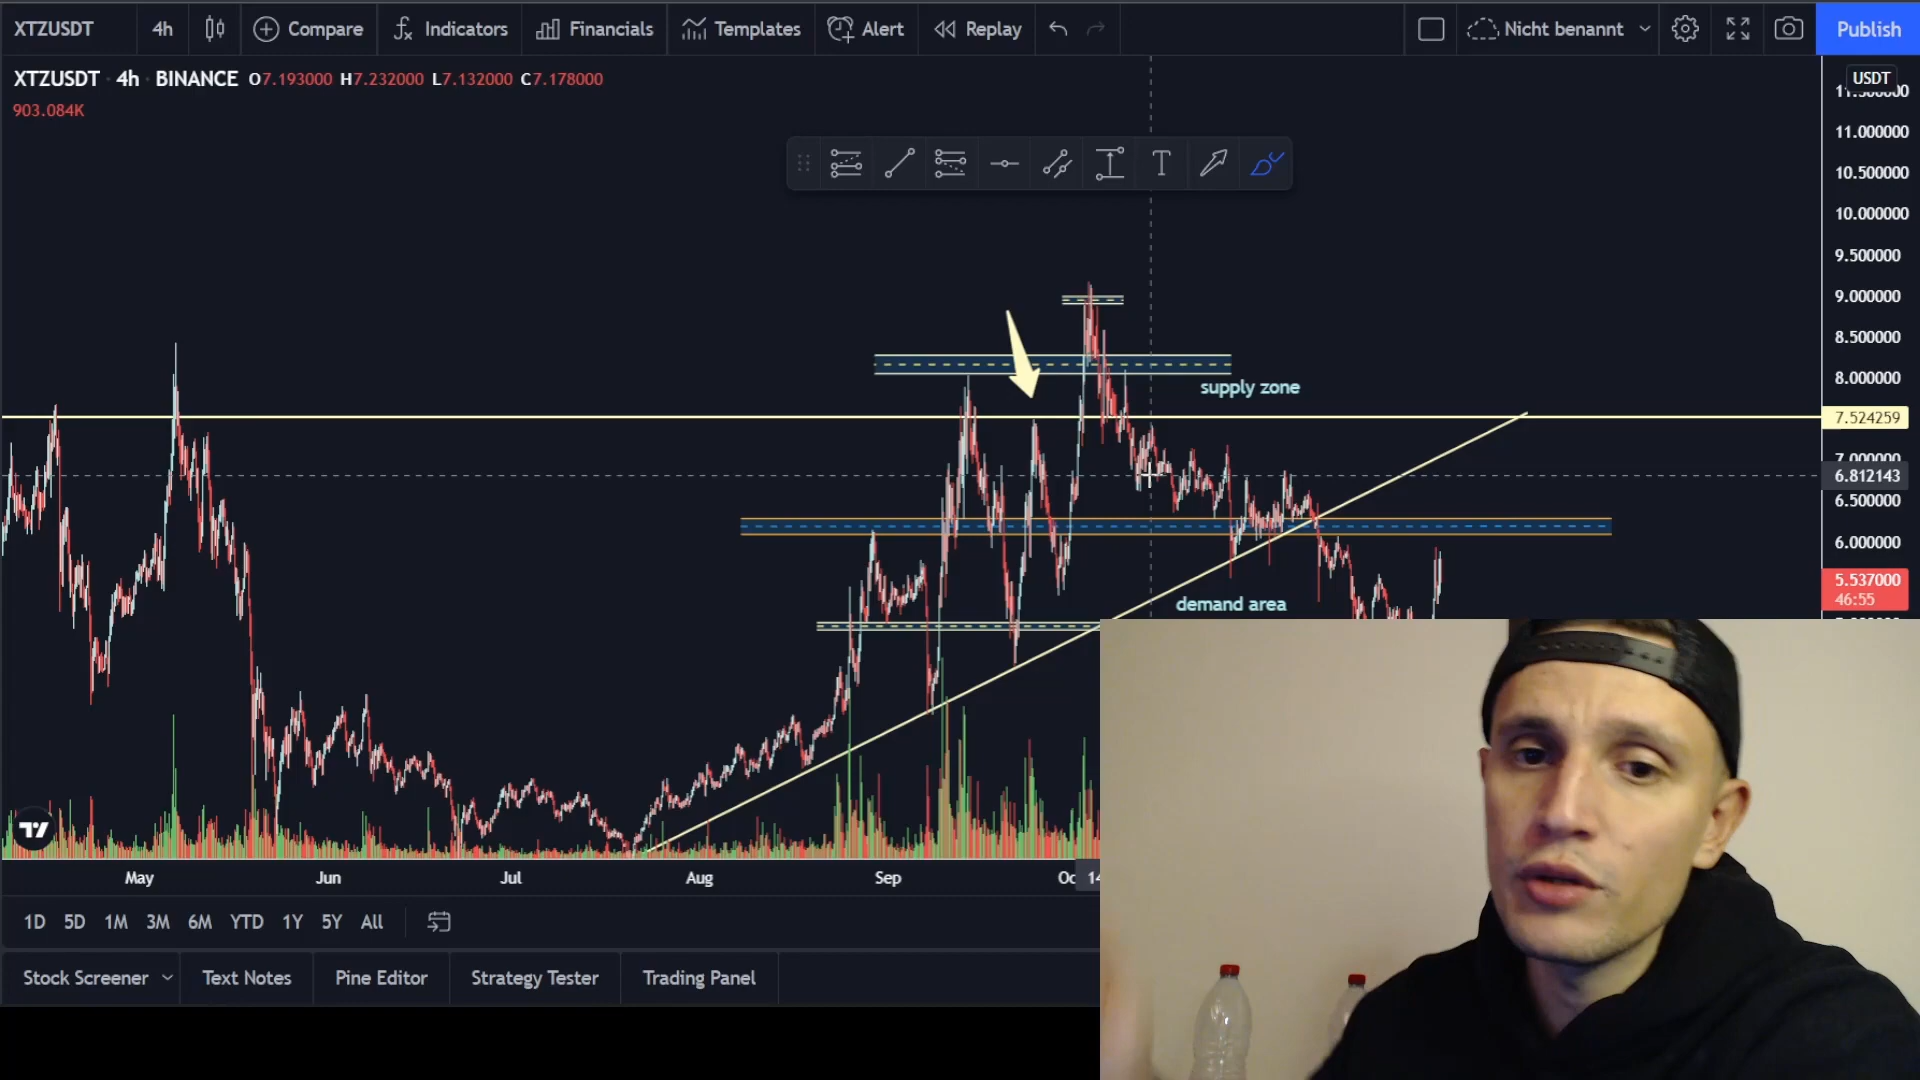 XTZUSDT 4h Compare Indicators Financials Templates Alert Replay Nicht benannt Publish
XTZUSDT · 4h · BINANCE O7.193000 H7.232000 L7.132000 C7.178000
903.084K
USDT
11.000000
10.500000
10.000000
9.500000
9.000000
8.500000
supply zone
8.000000
7.524259
7.000000
6.812143
6.500000
6.000000
5.537000
46:55
demand area
May Jun Jul Aug Sep Oc 14
1D 5D 1M 3M 6M YTD 1Y 5Y All
Stock Screener Text Notes Pine Editor Strategy Tester Trading Panel